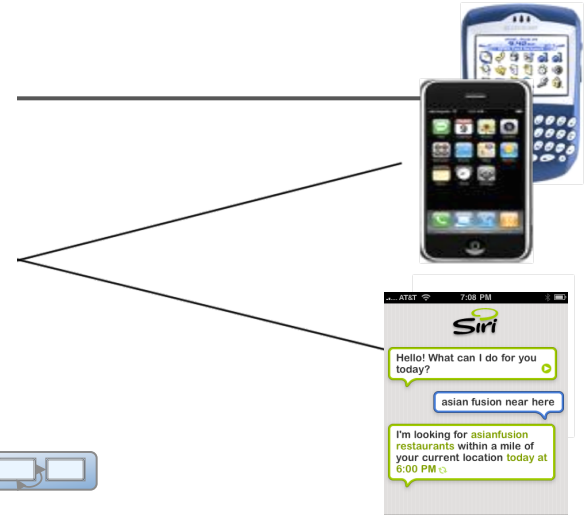 AT&T 7:08 PM
Siri
Hello! What can I do for you
today?
asian fusion near here
I'm looking for asianfusion
restaurants within a mile of
your current location today at
6:00 PM